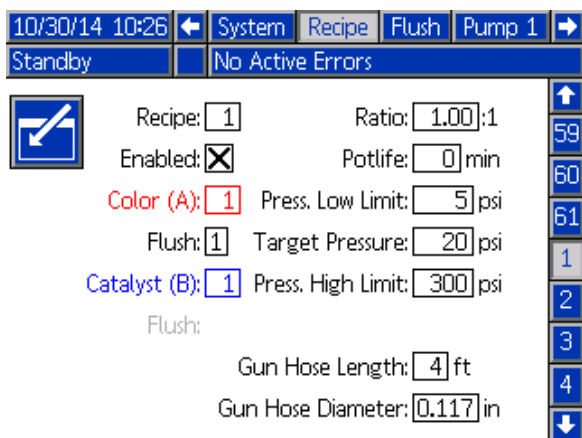 10/30/14 10:26 System Recipe Flush Pump 1
Standby No Active Errors
Recipe: 1 Ratio: 1.00:1
Enabled: Potlife: 0 min
Color (A): 1 Press. Low Limit: 5 psi
Flush: 1 Target Pressure: 20 psi
Catalyst (B): 1 Press. High Limit: 300 psi
Flush:
Gun Hose Length: 4 ft
Gun Hose Diameter: 0.117 in
59
60
61
1
2
3
4